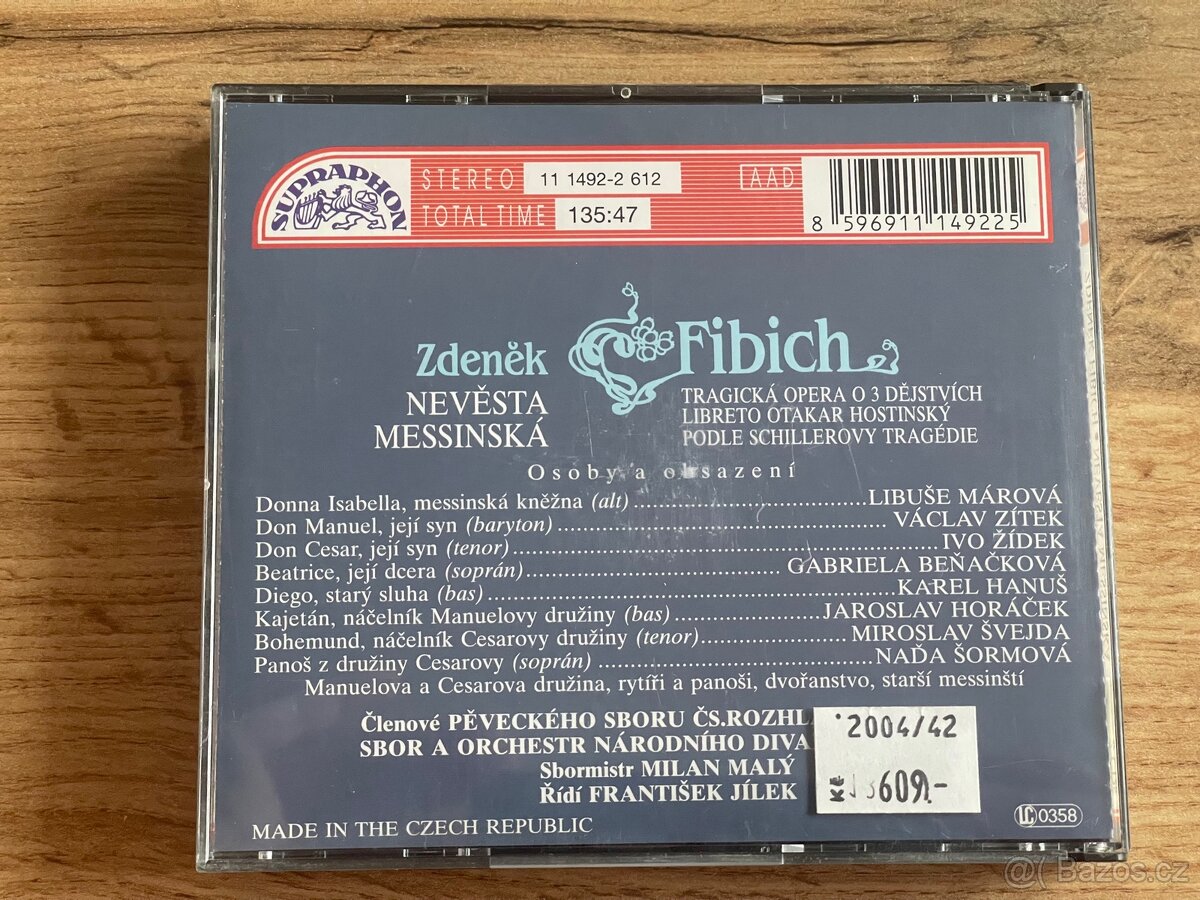 SUPRAPHON
STEREO 11 1492-2 612 AAD
TOTAL TIME 135:47
8 596911 149225
Zdeněk Fibich
NEVĚSTA
MESSINSKÁ
TRAGICKÁ OPERA O 3 DĚJSTVÍCH
LIBRETO OTAKAR HOSTINSKÝ
PODLE SCHILLEROVY TRAGÉDIE
Osoby a obsazení
Donna Isabella, messinská kněžna (alt) LIBUŠE MÁROVÁ
Don Manuel, její syn (baryton) VÁCLAV ZÍTEK
Don Cesar, její syn (tenor) IVO ŽÍDEK
Beatrice, její dcera (soprán) GABRIELA BEŇAČKOVÁ
Diego, starý sluha (bas) KAREL HANUŠ
Kajetán, náčelník Manuelovy družiny (bas) JAROSLAV HORÁČEK
Bohemund, náčelník Cesarovy družiny (tenor) MIROSLAV ŠVEJDA
Panoš z družiny Cesarovy (soprán) NAĎA ŠORMOVÁ
Manuelova a Cesarova družina, rytíři a panoši, dvořanstvo, starší messinští
Členové PĚVECKÉHO SBORU ČS.ROZHL
SBOR A ORCHESTR NÁRODNÍHO DIVA
Sbormistr MILAN MALÝ
Řídí FRANTIŠEK JÍLEK
2004/42
KČ 609.-
MADE IN THE CZECH REPUBLIC
LC 0358
Bazos.cz